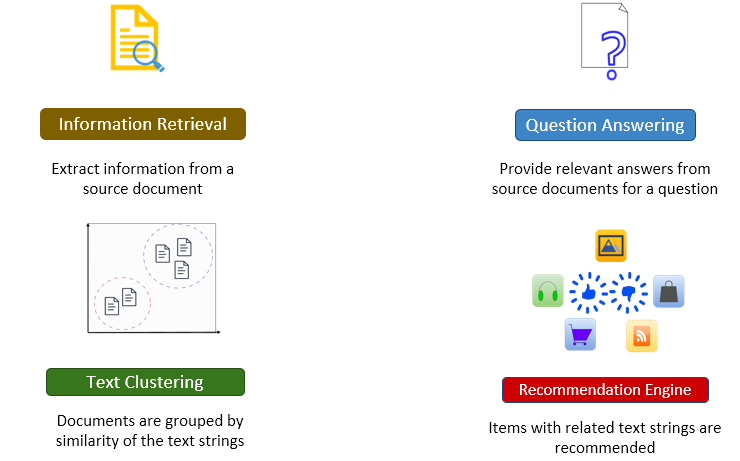 Information Retrieval
Extract information from a
source document
Question Answering
Provide relevant answers from
source documents for a question
Text Clustering
Documents are grouped by
similarity of the text strings
Recommendation Engine
Items with related text strings are
recommended